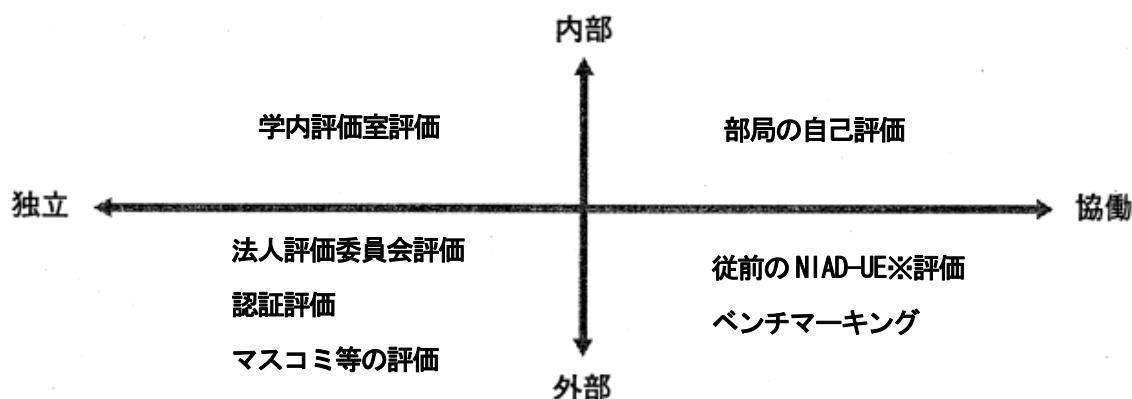 内部
学内評価室評価
部局の自己評価
独立
協働
法人評価委員会評価
認証評価
マスコミ等の評価
従前のNIAD-UE※評価
ベンチマーキング
外部